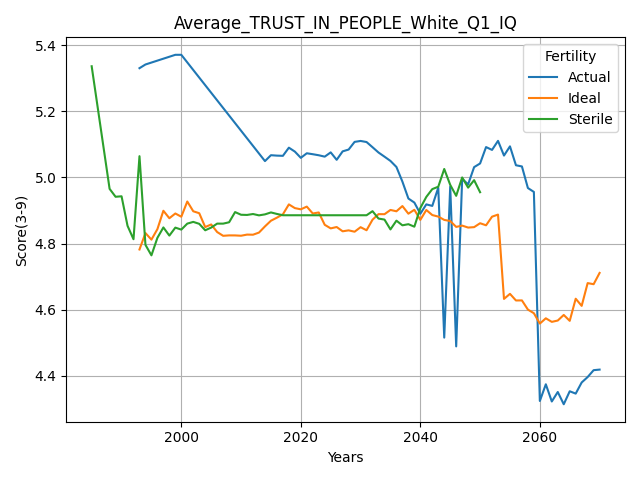 Average_TRUST_IN_PEOPLE_White_Q1_IQ
Fertility
Actual
Ideal
Sterile
Score(3-9)
5.4
5.2
5.0
4.8
4.6
4.4
2000
2020
2040
2060
Years